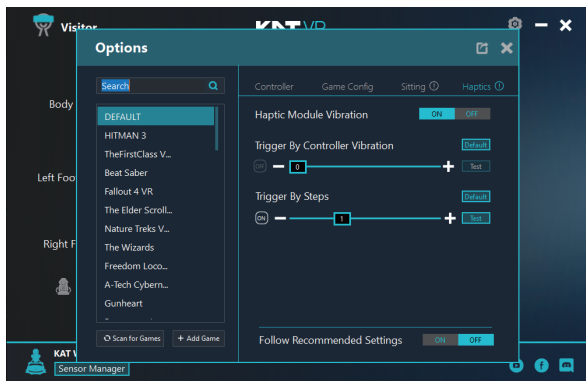 Visitor
KAT VR
Options
Search
Controller
Game Config
Sitting
Haptics
Body
DEFAULT
HITMAN 3
TheFirstClass V...
Beat Saber
Fallout 4 VR
The Elder Scroll...
Nature Treks V...
The Wizards
Freedom Loco...
A-Tech Cybern...
Gunheart
Haptic Module Vibration
ON
OFF
Trigger By Controller Vibration
Default
OFF
0
Test
Left Foo
Trigger By Steps
Default
ON
1
Test
Right F
Scan for Games
+ Add Game
Follow Recommended Settings
ON
OFF
KAT
Sensor Manager